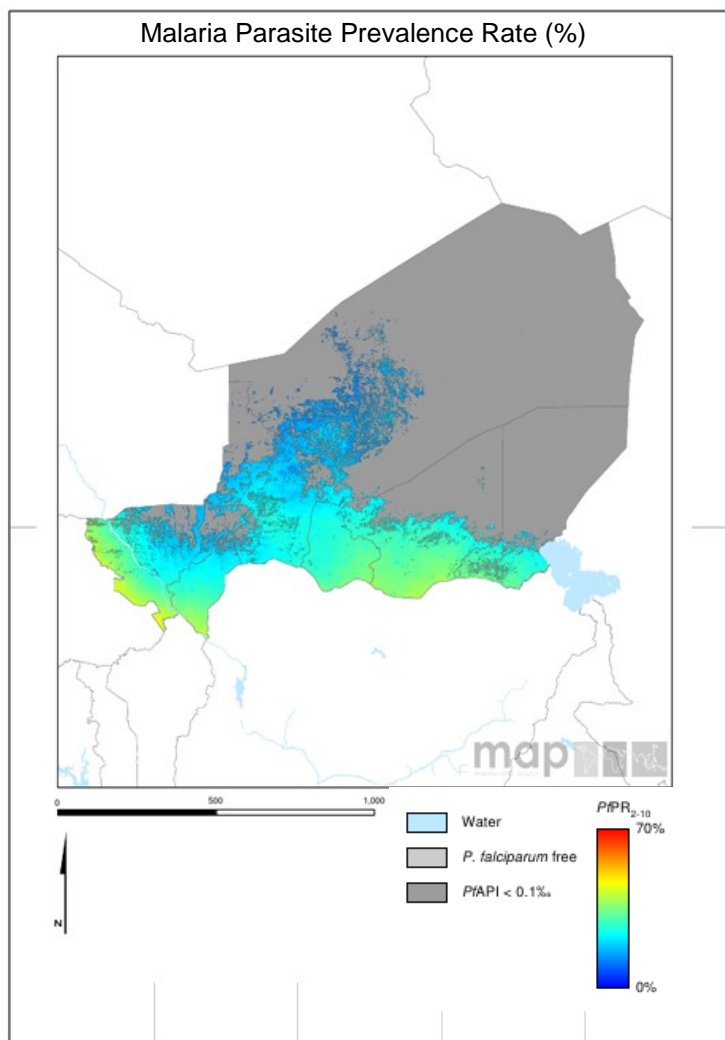 Malaria Parasite Prevalence Rate (%)
map
0
500
1,000
N
Water
P. falciparum free
PfAPI < 0.1‰
PfPR2-10
70%
0%